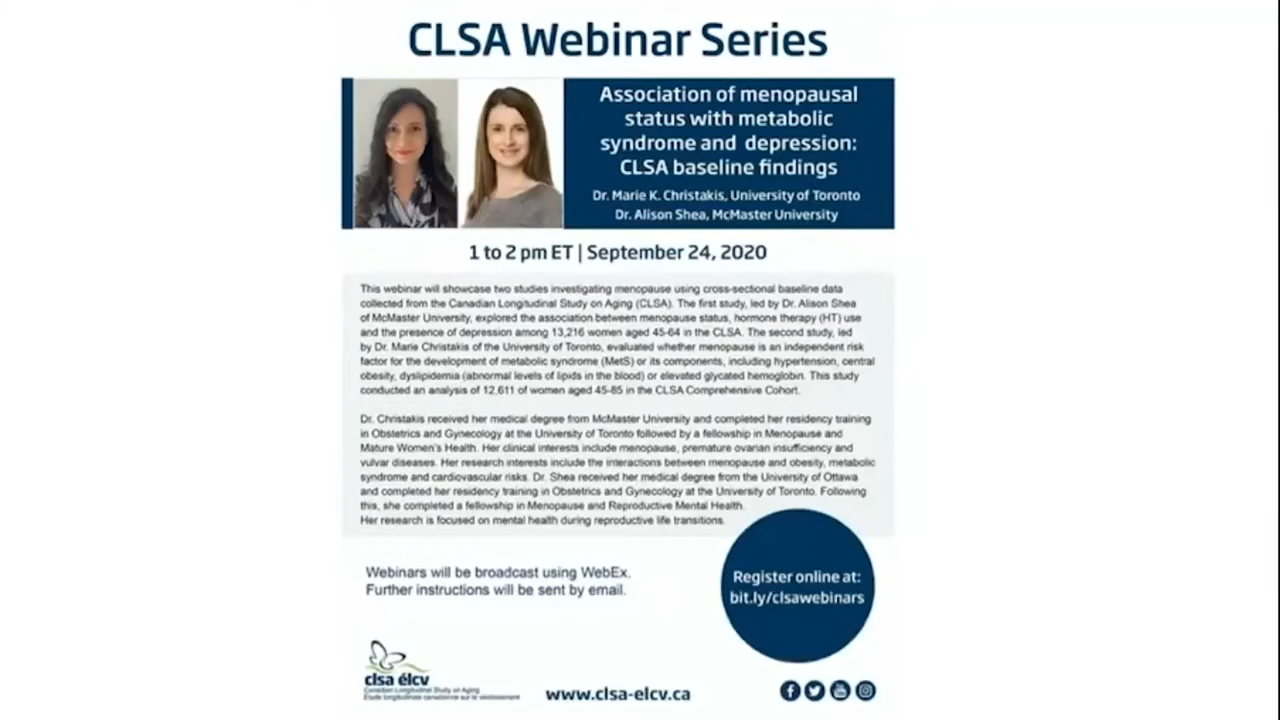 CLSA Webinar Series
Association of menopausal
status with metabolic
syndrome and depression:
CLSA baseline findings
Dr. Marie K. Christakis, University of Toronto
Dr. Alison Shea, McMaster University
1 to 2 pm ET | September 24, 2020
This webinar will showcase two studies investigating menopause using cross-sectional baseline data
collected from the Canadian Longitudinal Study on Aging (CLSA). The first study, led by Dr. Alison Shea
of McMaster University, explored the association between menopause status, hormone therapy (HT) use
and the presence of depression among 13,216 women aged 45-64 in the CLSA. The second study, led
by Dr. Marie Christakis of the University of Toronto, evaluated whether menopause is an independent risk
factor for the development of metabolic syndrome (MetS) or its components, including hypertension, central
obesity, dyslipidemia (abnormal levels of lipids in the blood) or elevated glycated hemoglobin. This study
conducted an analysis of 12,611 of women aged 45-85 in the CLSA Comprehensive Cohort.
Dr. Christakis received her medical degree from McMaster University and completed her residency training
in Obstetrics and Gynecology at the University of Toronto followed by a fellowship in Menopause and
Mature Women's Health. Her clinical interests include menopause, premature ovarian insufficiency and
vulvar diseases. Her research interests include the interactions between menopause and obesity, metabolic
syndrome and cardiovascular risks. Dr. Shea received her medical degree from the University of Ottawa
and completed her residency training in Obstetrics and Gynecology at the University of Toronto. Following
this, she completed a fellowship in Menopause and Reproductive Mental Health.
Her research is focused on mental health during reproductive life transitions.
Webinars will be broadcast using WebEx.
Further instructions will be sent by email.
Register online at:
bit.ly/clsawebinars
clsa élcv
Canadian Longitudinal Study on Aging
Étude longitudinale canadienne sur le vieillissement
www.clsa-elcv.ca